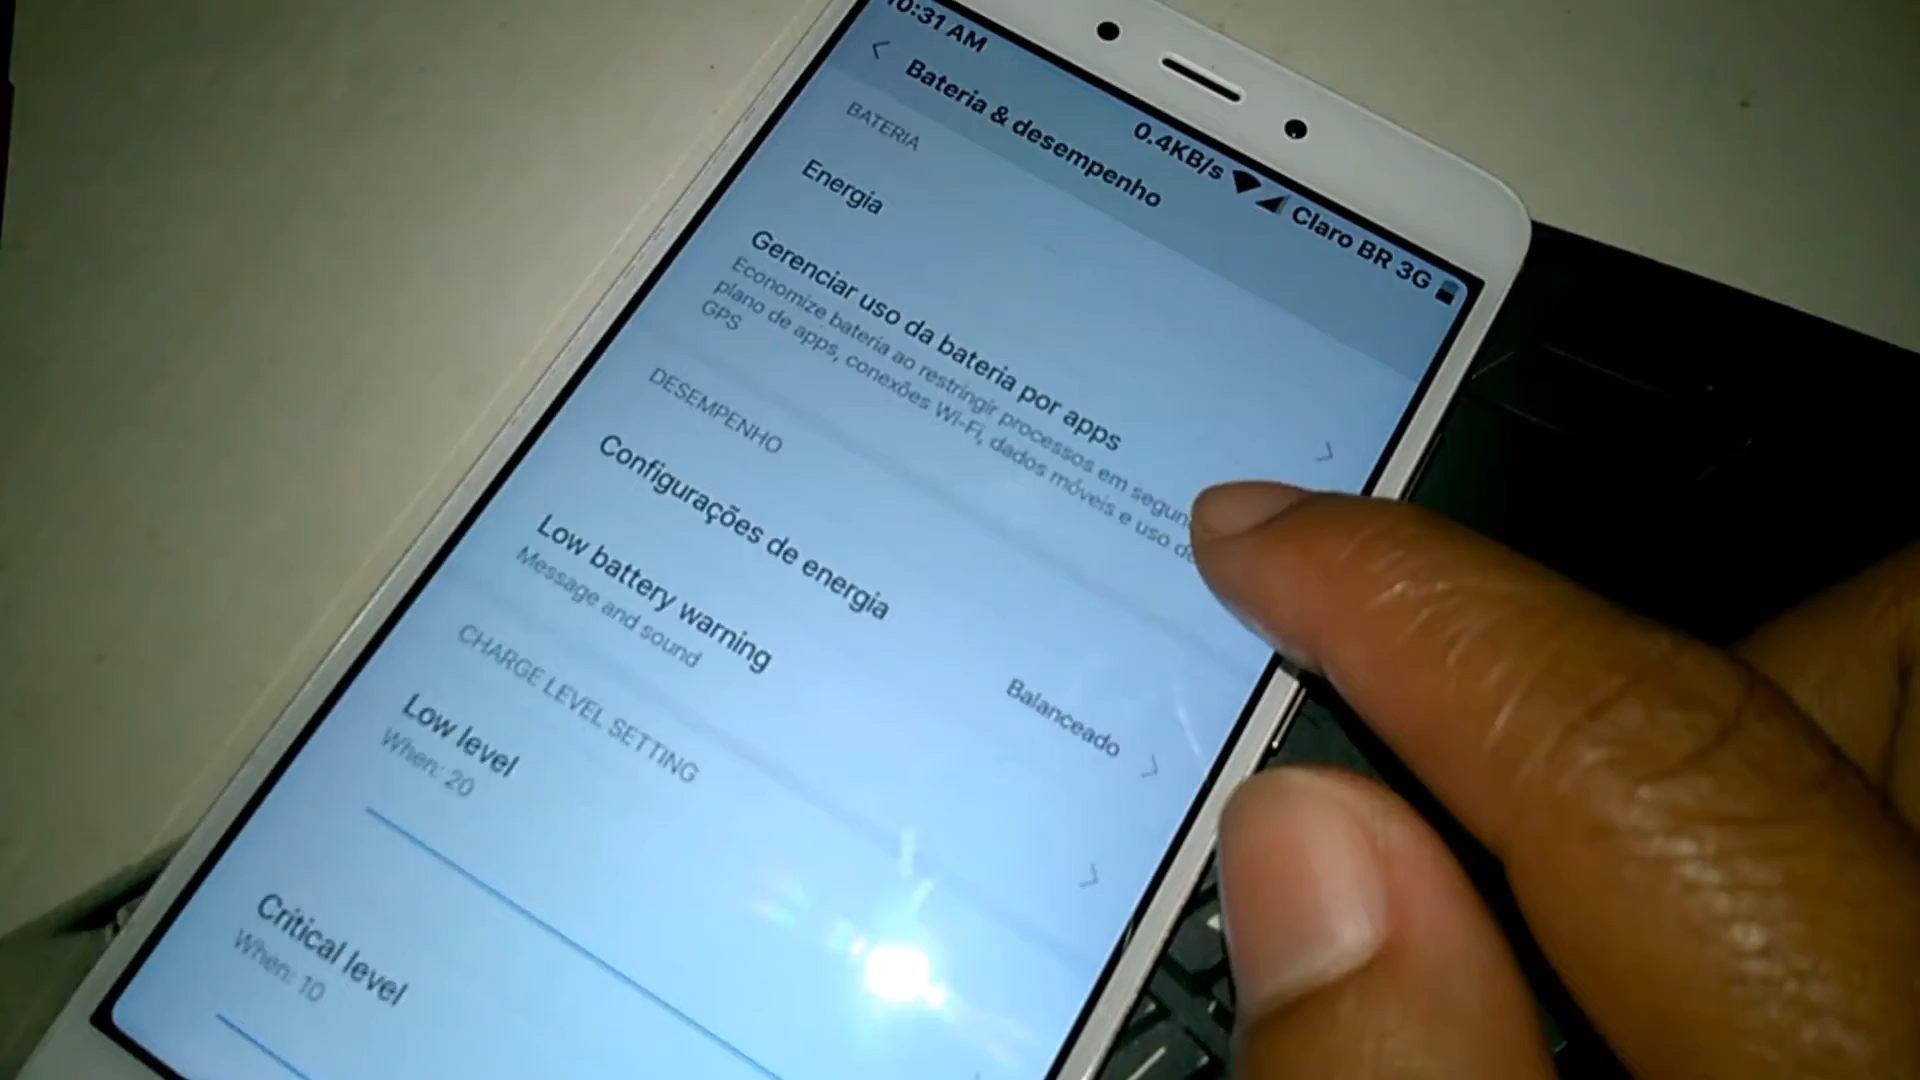 10:31 AM
0.4KB/s Claro BR 3G
Bateria & desempenho
BATERIA
Energia
Gerenciar uso da bateria por apps
Economize bateria ao restringir processos em
plano de apps, conexões Wi-Fi, dados móveis e uso
GPS
DESEMPENHO
Configurações de energia
Balanceado
Low battery warning
Message and sound
CHARGE LEVEL SETTING
Low level
When: 20
Critical level
When: 10